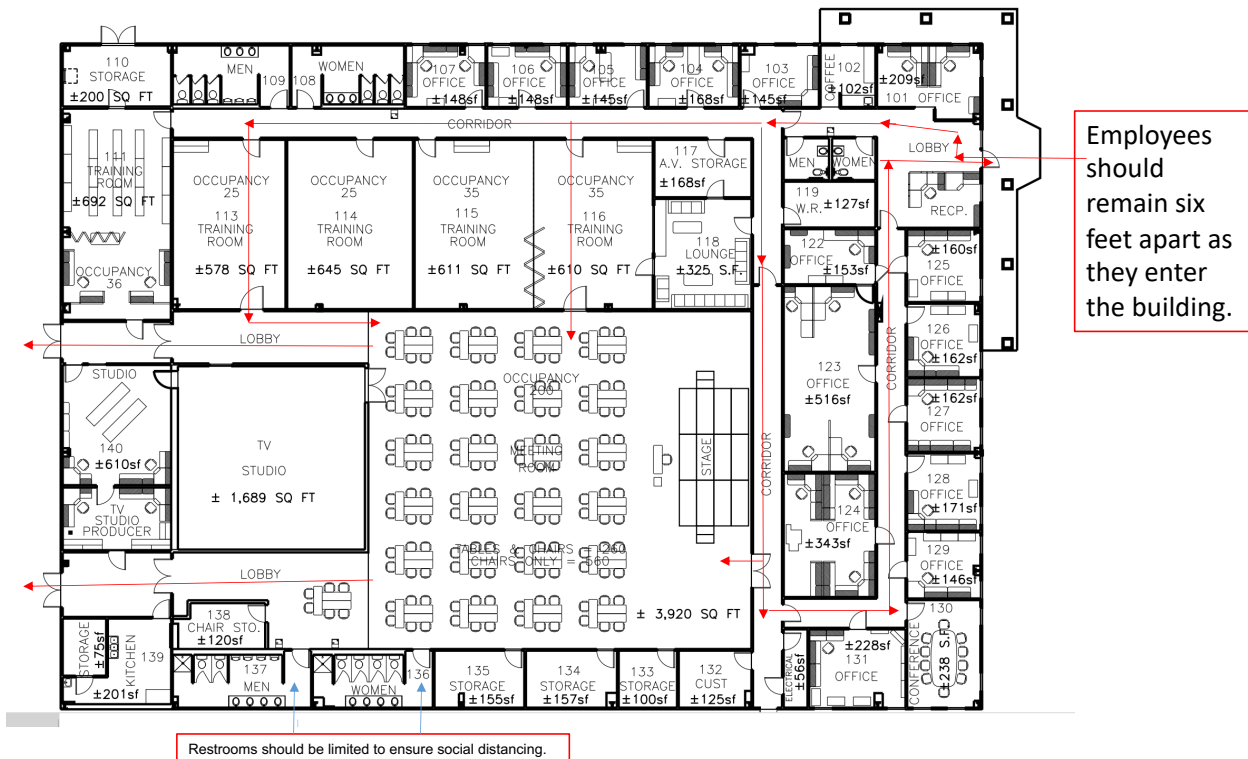 110
STORAGE
±200 SQ FT
MEN
109
108
WOMEN
107
OFFICE
±148sf
106
OFFICE
±148sf
105
OFFICE
±145sf
104
OFFICE
±168sf
103
OFFICE
±145sf
COFFEE
102
±102sf
±209sf
101
OFFICE
CORRIDOR
LOBBY
Employees
should
remain six
feet apart as
they enter
the building.
111
TRAINING
ROOM
±692 SQ FT
OCCUPANCY
36
OCCUPANCY
25
113
TRAINING
ROOM
±578 SQ FT
OCCUPANCY
25
114
TRAINING
ROOM
±645 SQ FT
OCCUPANCY
35
115
TRAINING
ROOM
±611 SQ FT
OCCUPANCY
35
116
TRAINING
ROOM
±610 SQ FT
117
A.V. STORAGE
±168sf
118
LOUNGE
±325 S.F.
MEN
WOMEN
119
W.R.
±127sf
RECP.
122
OFFICE
±153sf
±160sf
125
OFFICE
126
OFFICE
±162sf
123
OFFICE
±516sf
CORRIDOR
±162sf
127
OFFICE
128
OFFICE
±171sf
124
OFFICE
±343sf
129
OFFICE
±146sf
130
CONFERENCE
±238 S.F.
±228sf
131
OFFICE
ELECTRICAL
±56sf
CORRIDOR
LOBBY
STUDIO
140
±610sf
TV
STUDIO
PRODUCER
TV
STUDIO
± 1,689 SQ FT
OCCUPANCY
200
MEETING
ROOM
STAGE
TABLES & CHAIRS = 260
CHAIRS ONLY = 560
± 3,920 SQ FT
LOBBY
138
CHAIR STO.
±120sf
STORAGE
±75sf
KITCHEN
139
±201sf
137
MEN
WOMEN
136
135
STORAGE
±155sf
134
STORAGE
±157sf
133
STORAGE
±100sf
132
CUST
±125sf
Restrooms should be limited to ensure social distancing.